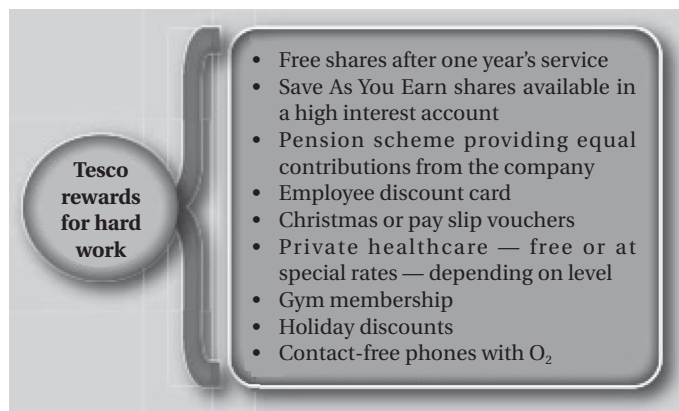 Tesco
rewards
for hard
work
• Free shares after one year's service
• Save As You Earn shares available in
a high interest account
• Pension scheme providing equal
contributions from the company
• Employee discount card
• Christmas or pay slip vouchers
• Private healthcare — free or at
special rates — depending on level
• Gym membership
• Holiday discounts
• Contact-free phones with O₂